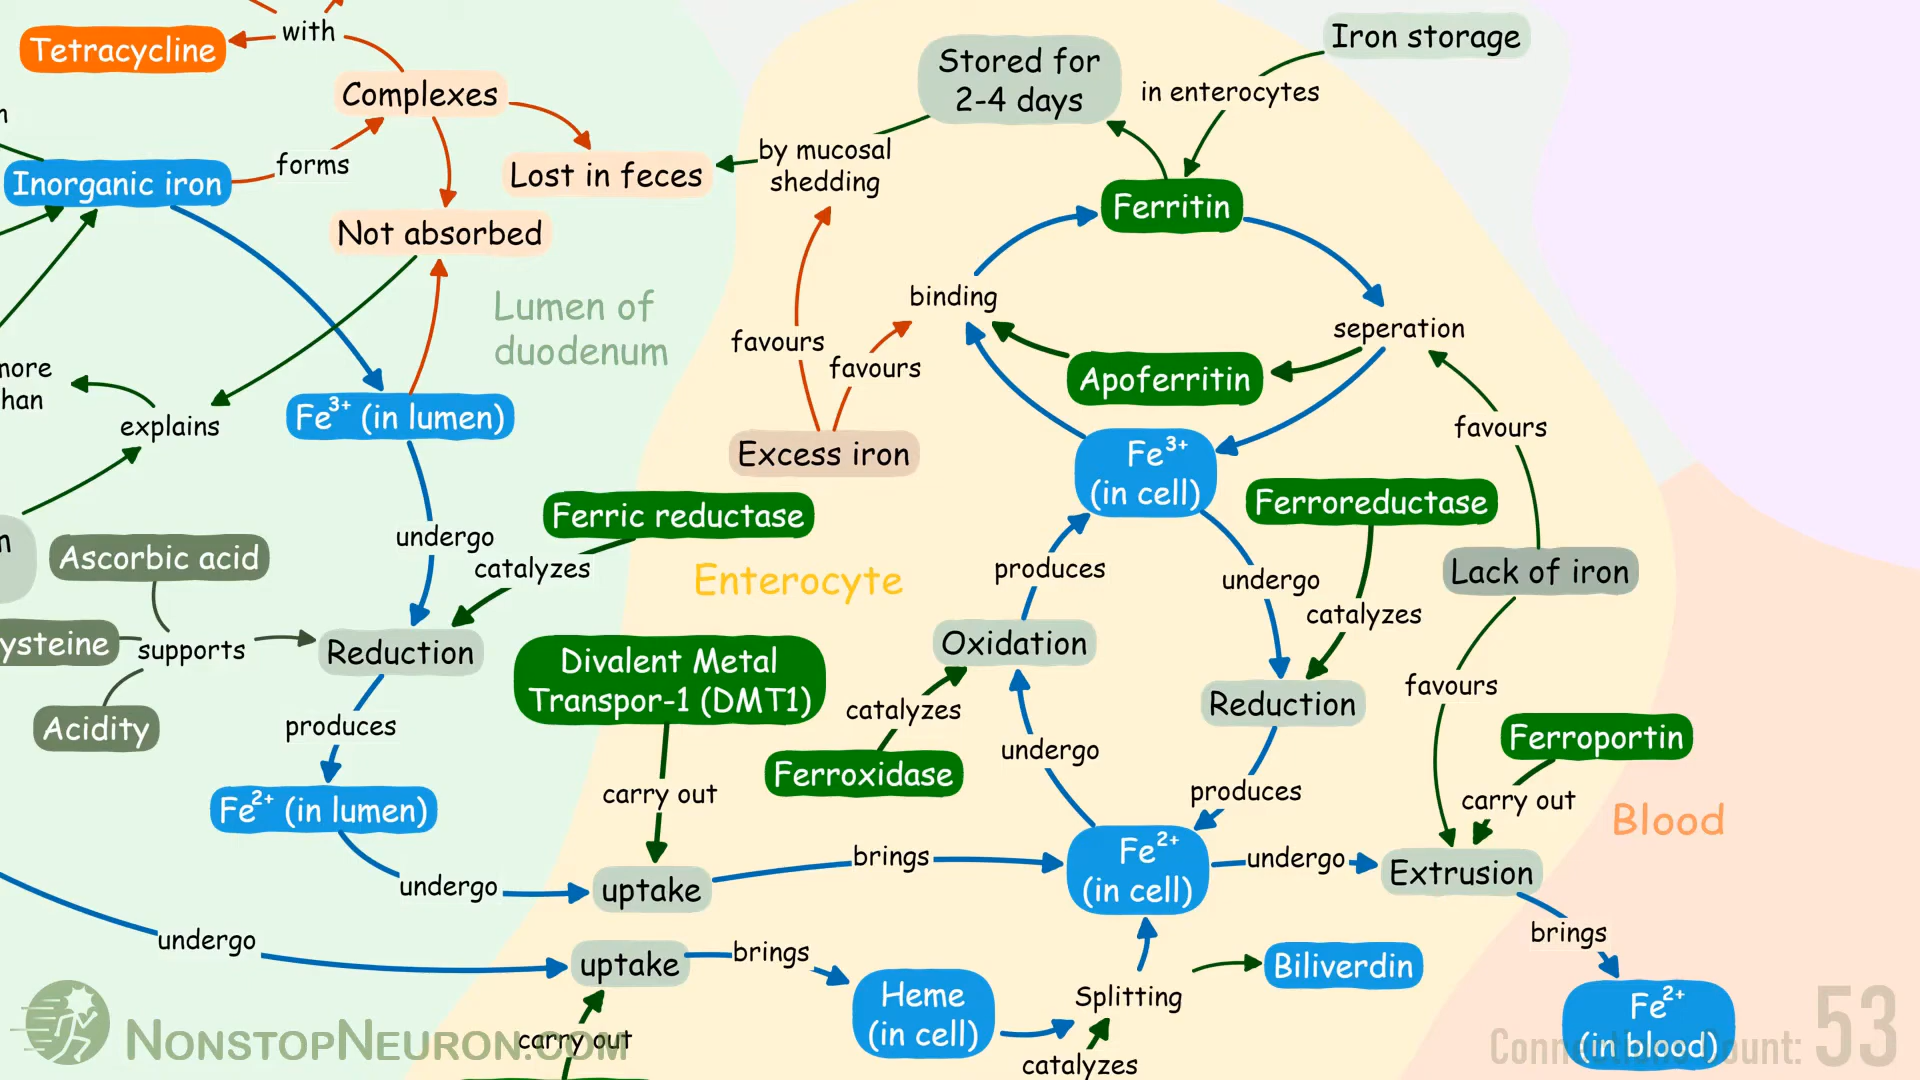 Tetracycline
with
Complexes
Inorganic iron
forms
Lost in feces
Not absorbed
by mucosal
shedding
Stored for
2-4 days
in enterocytes
Iron storage
Ferritin
Lumen of
duodenum
binding
seperation
Apoferritin
favours
favours
Excess iron
Fe3+
(in cell)
favours
Lack of iron
more
han
explains
Fe3+ (in lumen)
undergo
Ferric reductase
catalyzes
Ascorbic acid
ysteine
supports
Acidity
Reduction
produces
Fe2+ (in lumen)
undergo
Enterocyte
Divalent Metal
Transpor-1 (DMT1)
carry out
uptake
brings
produces
Oxidation
catalyzes
Ferroxidase
undergo
Ferroreductase
undergo
catalyzes
Reduction
produces
Fe2+
(in cell)
undergo
favours
Ferroportin
carry out
Extrusion
Blood
brings
Fe2+
(in blood)
undergo
uptake
brings
Heme
(in cell)
Splitting
catalyzes
Biliverdin
carry out
NONSTOPNEURON.COM
Connections Count: 53